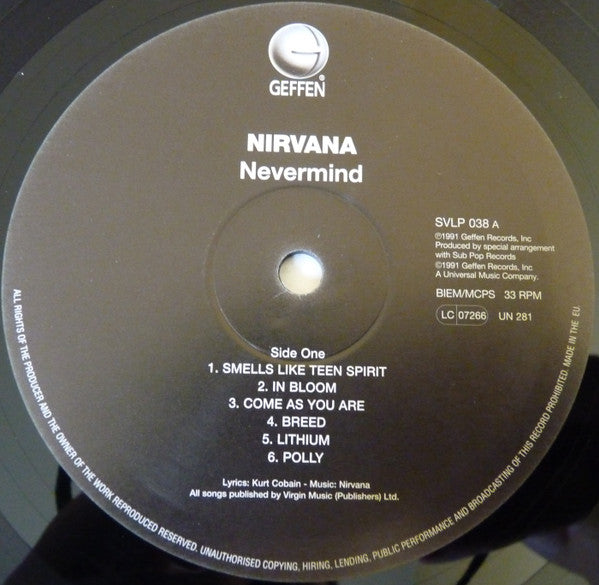 GEFFEN®
NIRVANA
Nevermind
SVLP 038 A
℗1991 Geffen Records, Inc
Produced by special arrangement
with Sub Pop Records
©1991 Geffen Records, Inc
A Universal Music Company.
BIEM/MCPS 33 RPM
LC 07266 UN 281
Side One
1. SMELLS LIKE TEEN SPIRIT
2. IN BLOOM
3. COME AS YOU ARE
4. BREED
5. LITHIUM
6. POLLY
Lyrics: Kurt Cobain - Music: Nirvana
All songs published by Virgin Music (Publishers) Ltd.
ALL RIGHTS OF THE PRODUCER AND THE OWNER OF THE WORK REPRODUCED RESERVED. UNAUTHORISED COPYING, HIRING, LENDING, PUBLIC PERFORMANCE AND BROADCASTING OF THIS RECORD PROHIBITED. MADE IN THE EU.